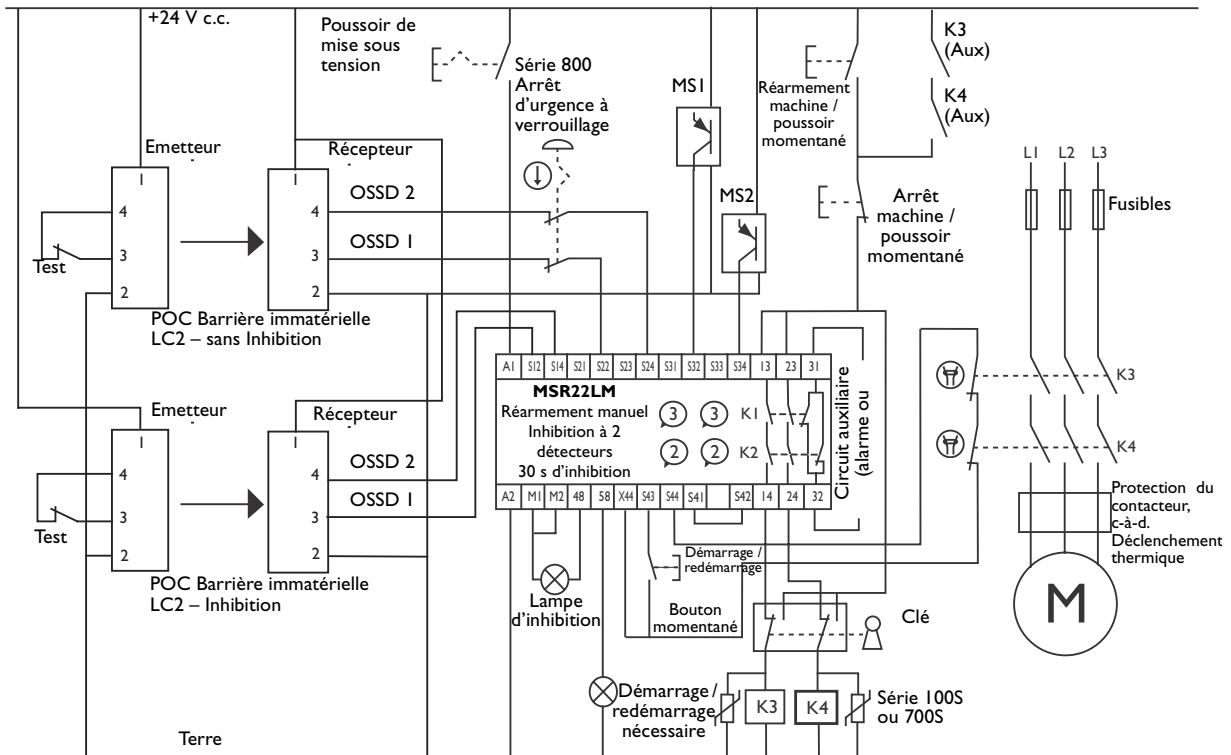 +24 V c.c.
Poussoir de
mise sous
tension
Série 800
Arrêt
d'urgence à
verrouillage
MS1
MS2
Réarmement
machine /
poussoir
momentané
K3
(Aux)
K4
(Aux)
Arrêt
machine /
poussoir
momentané
L1 L2 L3
Fusibles
Emetteur
Récepteur
1
4
3
2
Test
1
4
3
2
OSSD 2
OSSD 1
POC Barrière immatérielle
LC2 – sans Inhibition
Emetteur
Récepteur
1
4
3
2
Test
1
4
3
2
OSSD 2
OSSD 1
POC Barrière immatérielle
LC2 – Inhibition
A1 S12 S14 S21 S22 S23 S24 S31 S32 S33 S34 13 23 31
MSR22LM
Réarmement manuel
Inhibition à 2
détecteurs
30 s d'inhibition
3 3 K1
2 2 K2
A2 M1 M2 48 58 X44 S43 S44 S41 S42 14 24 32
Circuit auxiliaire
(alarme ou
K3
K4
Protection du
contacteur,
c-à-d.
Déclenchement
thermique
M
Lampe
d'inhibition
Démarrage /
redémarrage
Bouton
momentané
Clé
Démarrage /
redémarrage
nécessaire
K3
K4
Série 100S
ou 700S
Terre